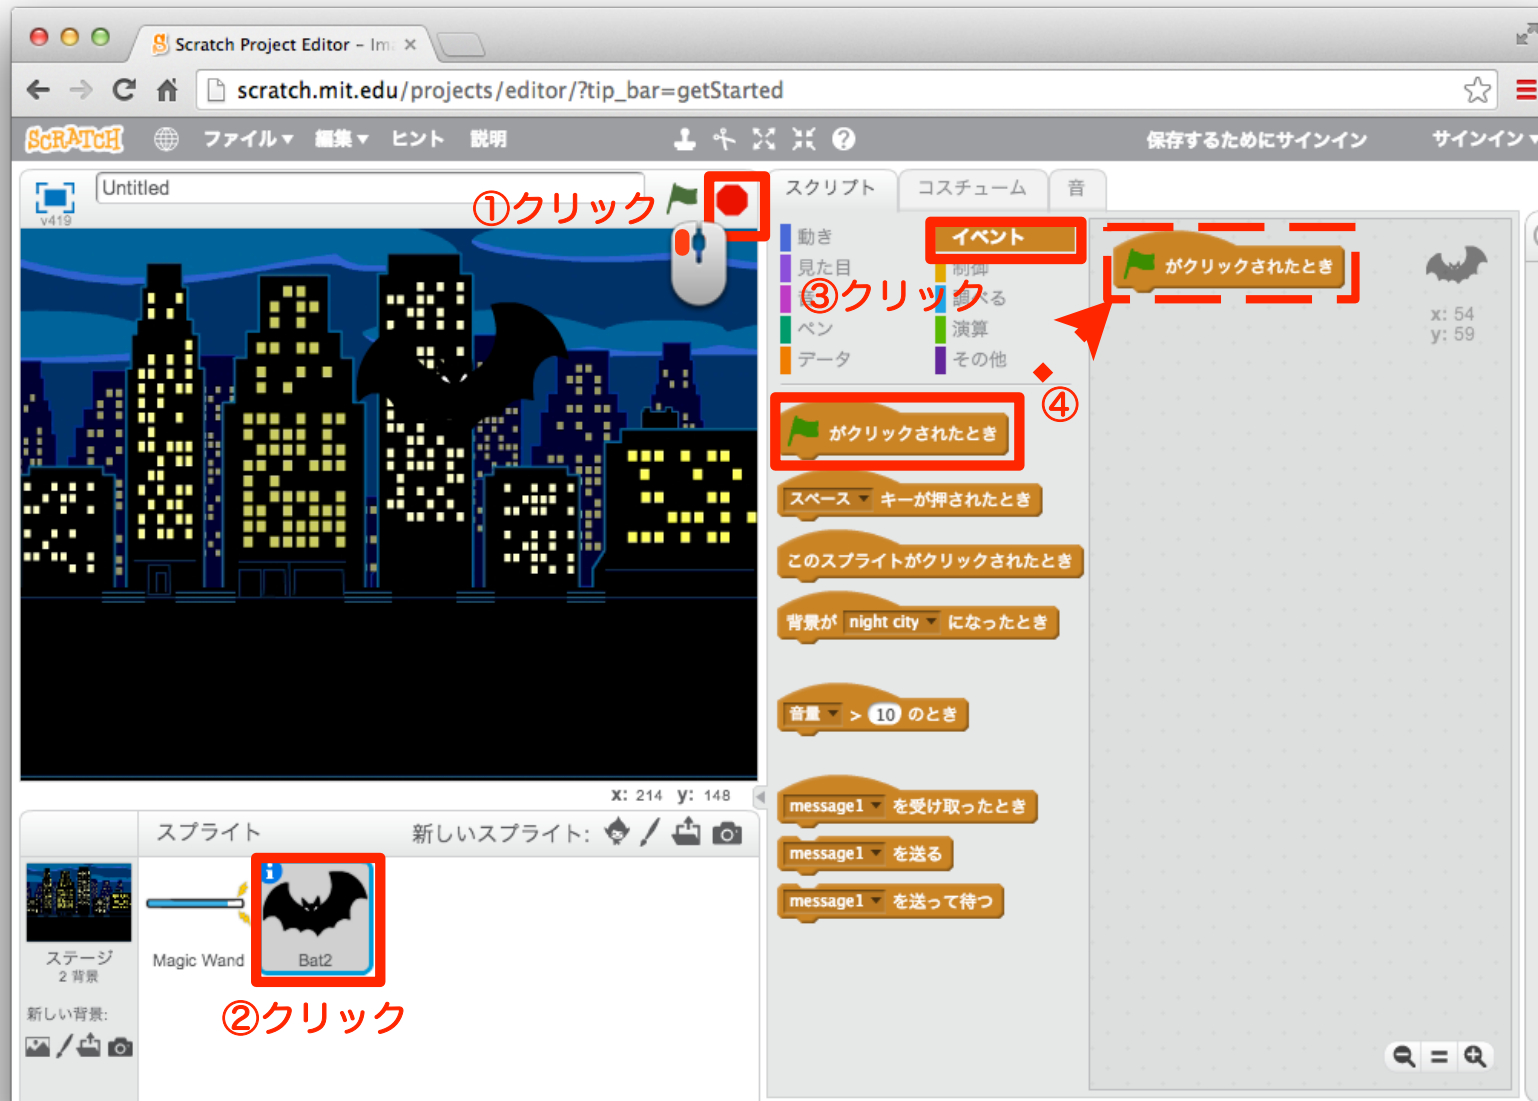 Scratch Project Editor – Im
scratch.mit.edu/projects/editor/?tip_bar=getStarted
SCRATCH ファイル▼ 編集▼ ヒント 説明 保存するためにサインイン サインイン▼
v419
Untitled
①クリック
スクリプト コスチューム 音
動き イベント
見た目 制御
音 調べる
③クリック
ペン 演算
データ その他
④
がクリックされたとき
x: 54
y: 59
がクリックされたとき
スペース キーが押されたとき
このスプライトがクリックされたとき
背景が night city になったとき
音量 > 10 のとき
message1 を受け取ったとき
message1 を送る
message1 を送って待つ
x: 214 y: 148
スプライト 新しいスプライト:
ステージ
2 背景
新しい背景:
Magic Wand
Bat2
②クリック